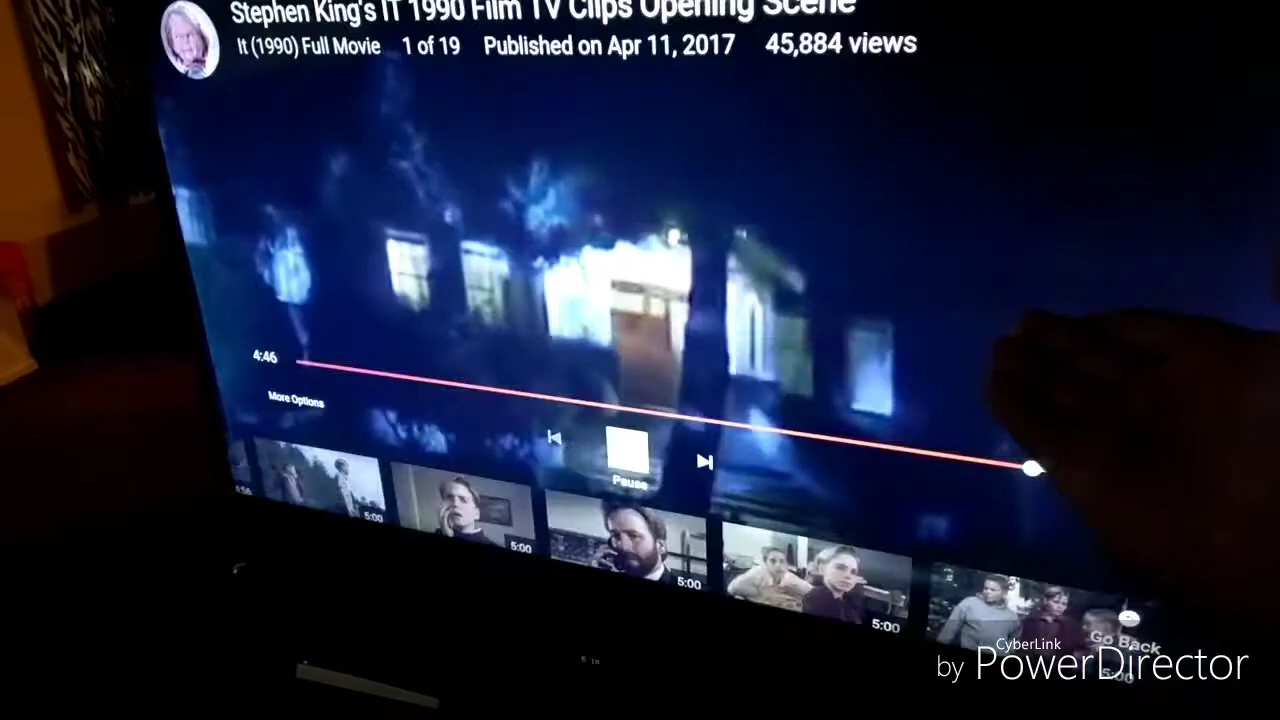 Stephen King's IT 1990 Film TV Clips Opening Scene
It (1990) Full Movie 1 of 19 Published on Apr 11, 2017 45,884 views
4:46
More Options
Pause
4:56
5:00
5:00
5:00
5:00
Go Back
5:00
CyberLink
by PowerDirector